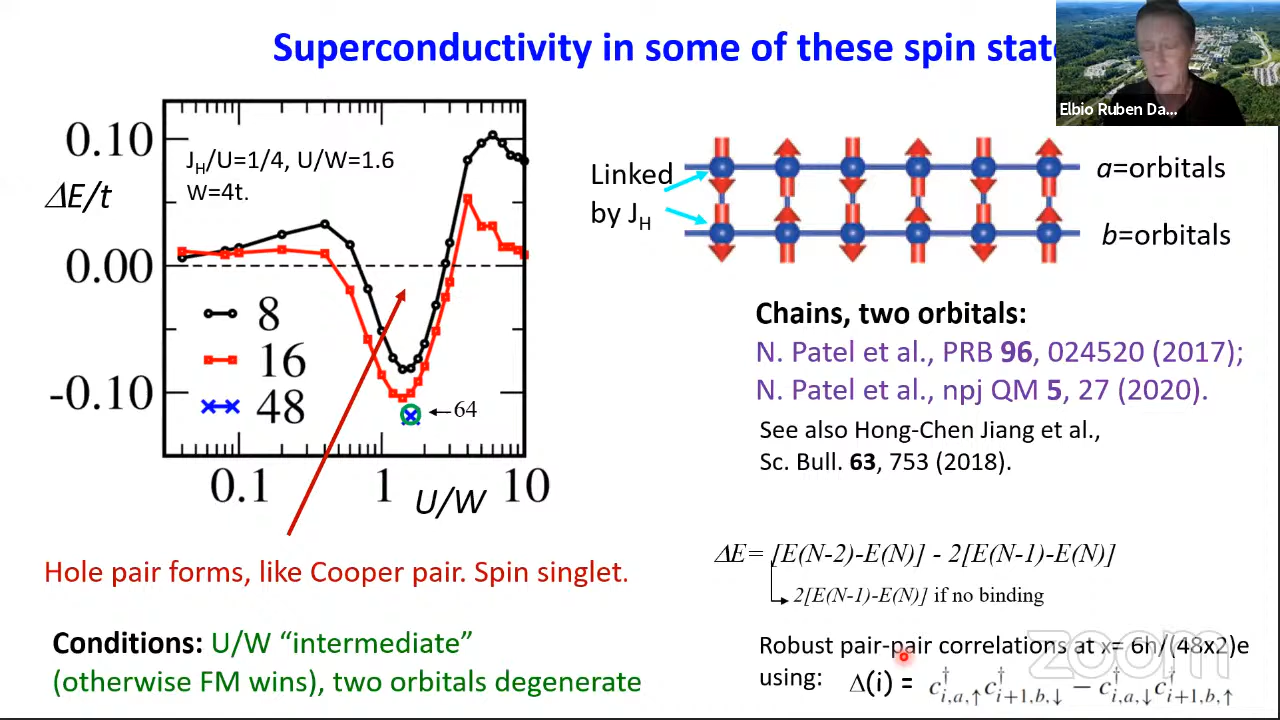 Superconductivity in some of these spin state
Elbio Ruben Da...
0.10
ΔE/t
0.00
-0.10
J_H/U=1/4, U/W=1.6
W=4t.
8
16
48
←64
0.1
1
U/W
10
Linked
by J_H
a=orbitals
b=orbitals
Chains, two orbitals:
N. Patel et al., PRB 96, 024520 (2017);
N. Patel et al., npj QM 5, 27 (2020).
See also Hong-Chen Jiang et al.,
Sc. Bull. 63, 753 (2018).
ΔE= [E(N-2)-E(N)] - 2[E(N-1)-E(N)]
2[E(N-1)-E(N)] if no binding
Hole pair forms, like Cooper pair. Spin singlet.
Conditions: U/W “intermediate”
(otherwise FM wins), two orbitals degenerate
Robust pair-pair correlations at x= 6h/(48x2)e
using: Δ(i) = c†_{i,a,↑}c†_{i+1,b,↓} − c†_{i,a,↓}c†_{i+1,b,↑}
zoom